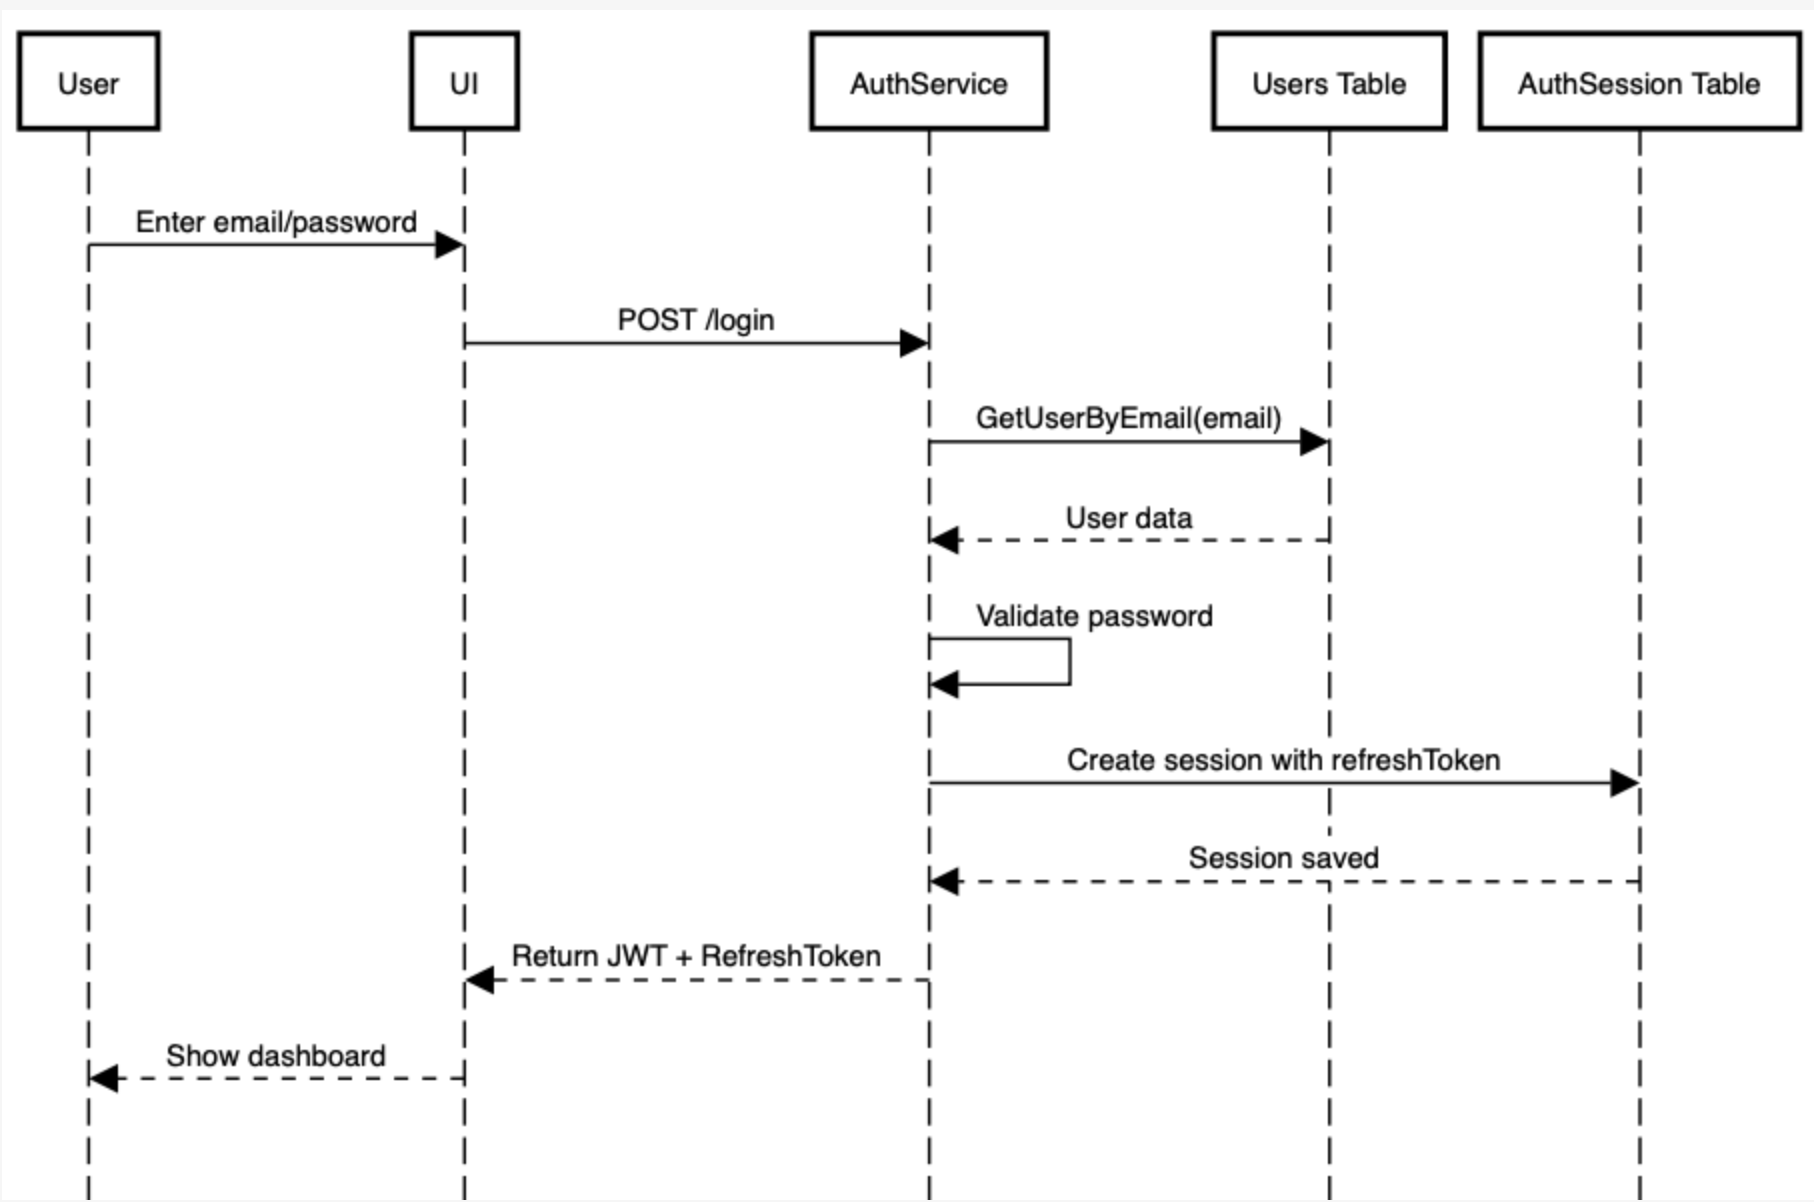 User
UI
AuthService
Users Table
AuthSession Table
Enter email/password
POST /login
GetUserByEmail(email)
User data
Validate password
Create session with refreshToken
Session saved
Return JWT + RefreshToken
Show dashboard